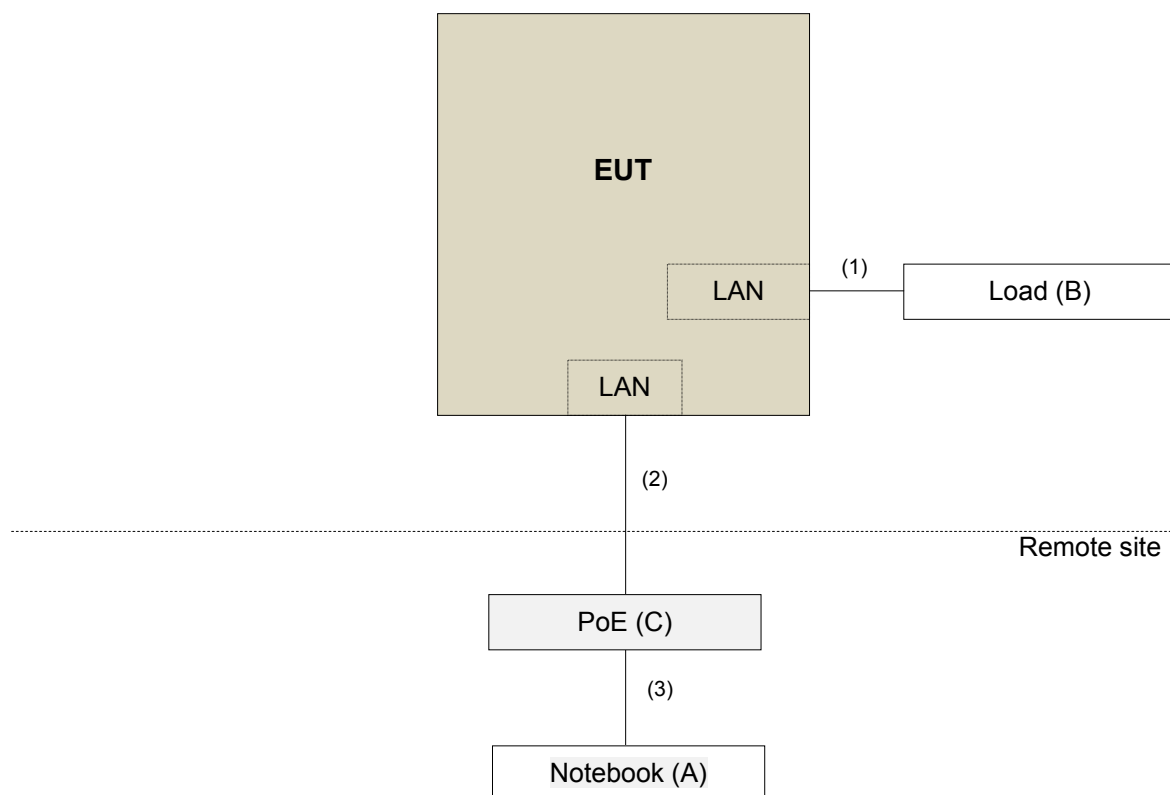 EUT
(1)
LAN
Load (B)
LAN
(2)
Remote site
PoE (C)
(3)
Notebook (A)